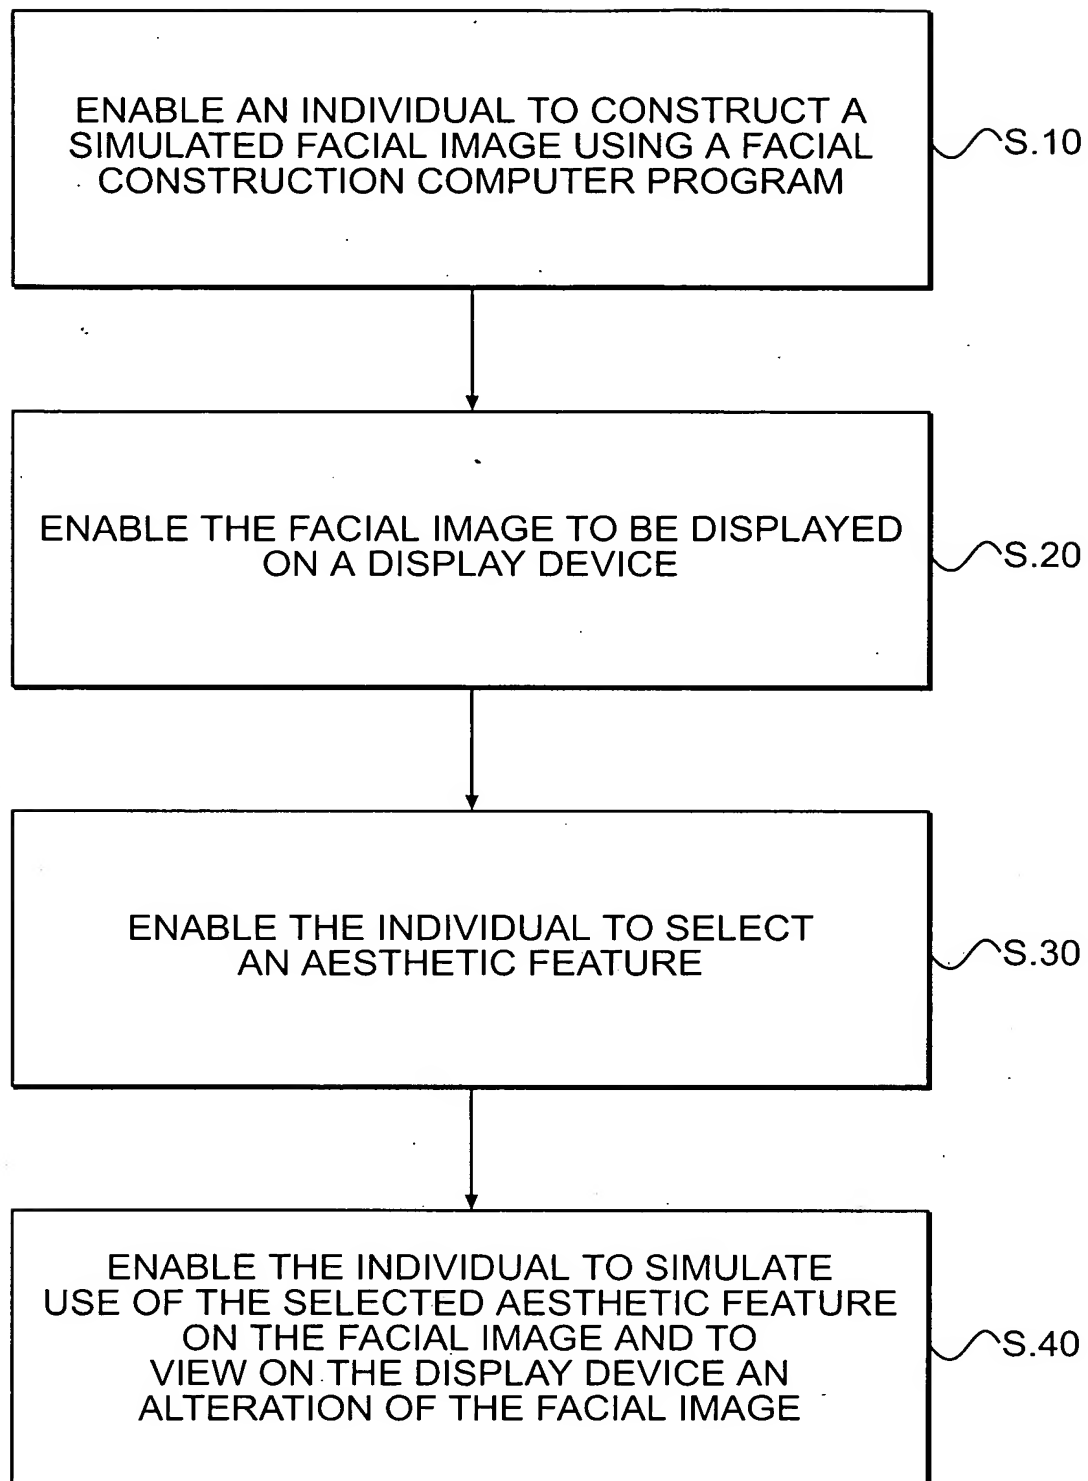 ENABLE AN INDIVIDUAL TO CONSTRUCT A
SIMULATED FACIAL IMAGE USING A FACIAL
CONSTRUCTION COMPUTER PROGRAM
S.10
ENABLE THE FACIAL IMAGE TO BE DISPLAYED
ON A DISPLAY DEVICE
S.20
ENABLE THE INDIVIDUAL TO SELECT
AN AESTHETIC FEATURE
S.30
ENABLE THE INDIVIDUAL TO SIMULATE
USE OF THE SELECTED AESTHETIC FEATURE
ON THE FACIAL IMAGE AND TO
VIEW ON THE DISPLAY DEVICE AN
ALTERATION OF THE FACIAL IMAGE
S.40